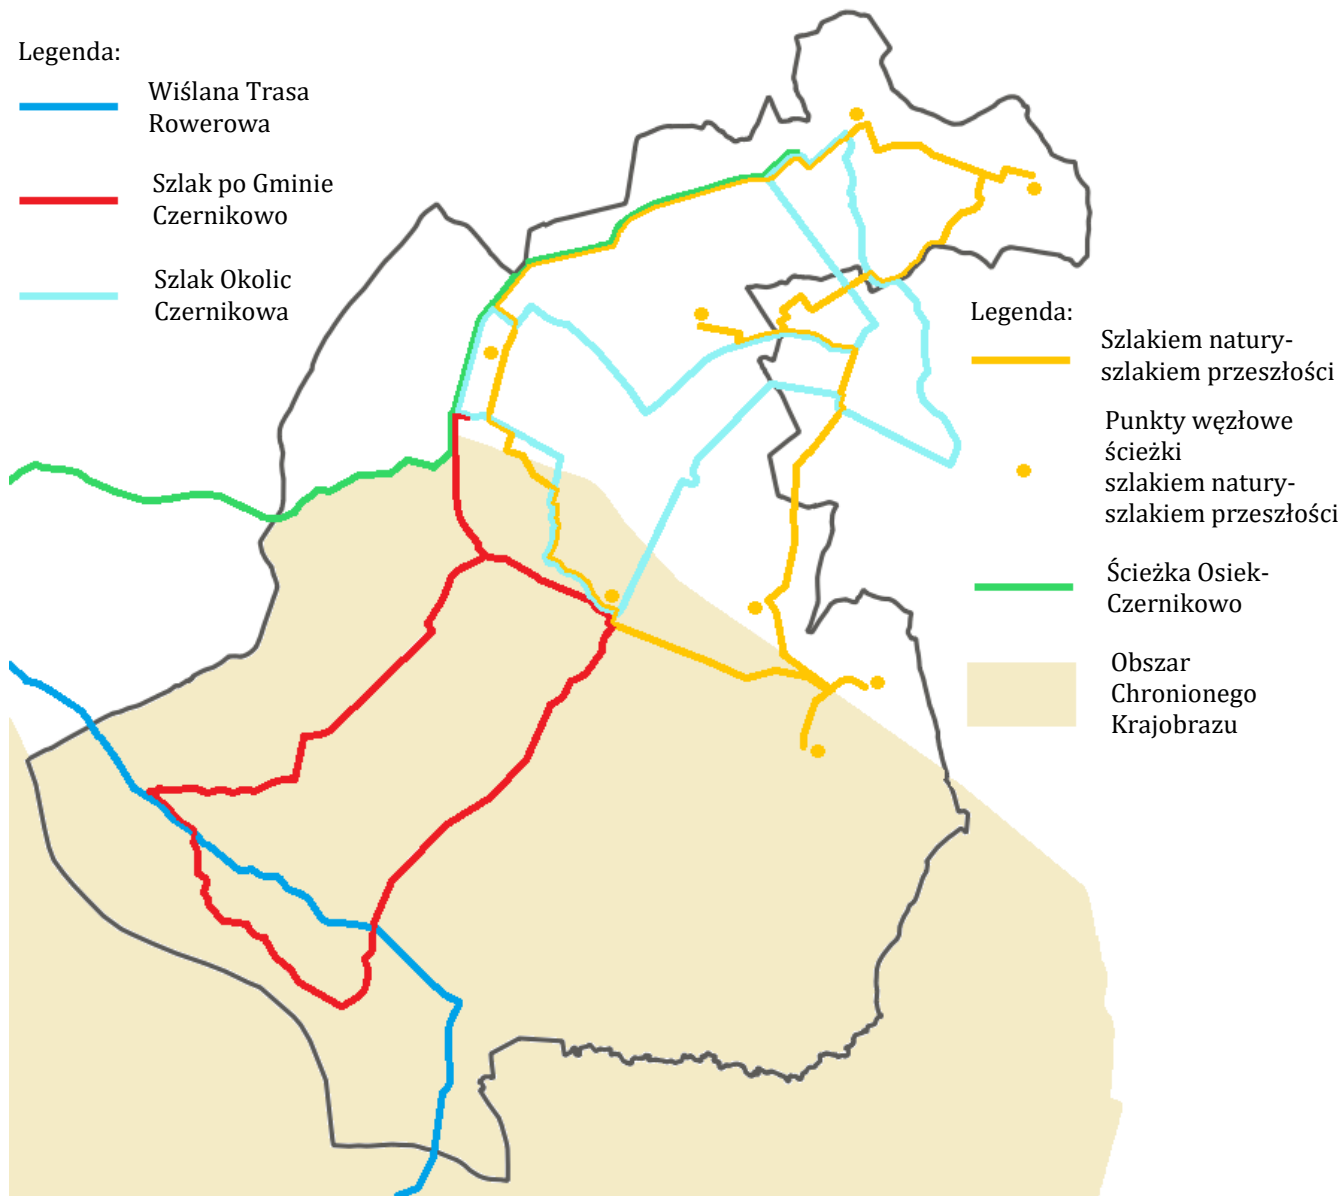 Legenda:
Wiślana Trasa
Rowerowa
Szlak po Gminie
Czernikowo
Szlak Okolic
Czernikowa
Legenda:
Szlakiem natury-
szlakiem przeszłości
Punkty węzłowe
ścieżki
szlakiem natury-
szlakiem przeszłości
Ścieżka Osiek-
Czernikowo
Obszar
Chronionego
Krajobrazu